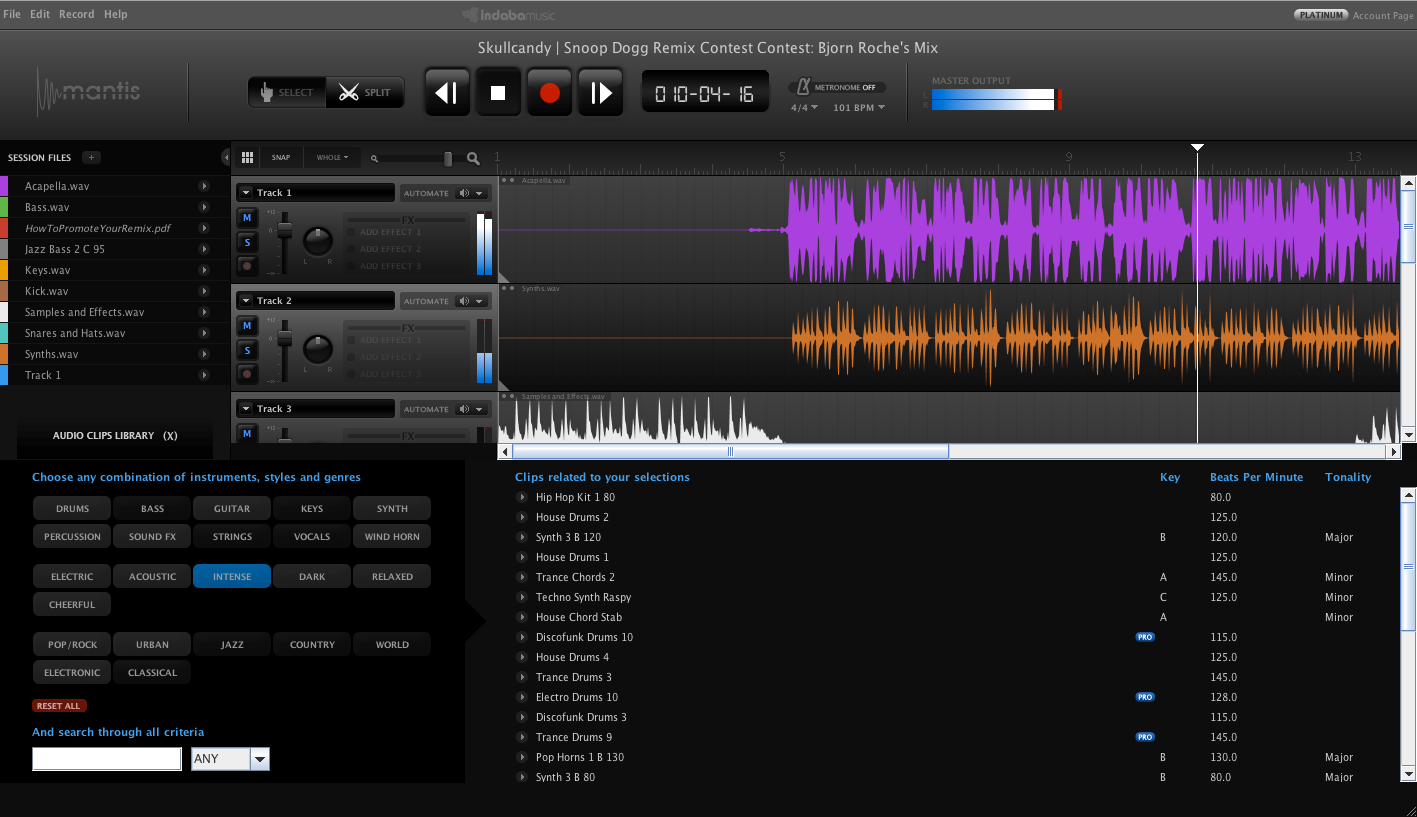 File Edit Record Help
indabamusic
PLATINUM Account Page
Skullcandy | Snoop Dogg Remix Contest Contest: Bjorn Roche's Mix
mantis
SELECT SPLIT
010-04-16
METRONOME OFF
4/4 101 BPM
MASTER OUTPUT
L
R
SESSION FILES +
SNAP WHOLE
1 5 9 13
Acapella.wav
Bass.wav
HowToPromoteYourRemix.pdf
Jazz Bass 2 C 95
Keys.wav
Kick.wav
Samples and Effects.wav
Snares and Hats.wav
Synths.wav
Track 1
AUDIO CLIPS LIBRARY (X)
Track 1 AUTOMATE
M
S
+12
0
-∞
L R
FX
ADD EFFECT 1
ADD EFFECT 2
ADD EFFECT 3
Acapella.wav
Track 2 AUTOMATE
M
S
+12
0
-∞
L R
FX
ADD EFFECT 1
ADD EFFECT 2
ADD EFFECT 3
Synths.wav
Track 3 AUTOMATE
M
+12
FX
Samples and Effects.wav
Choose any combination of instruments, styles and genres
DRUMS BASS GUITAR KEYS SYNTH
PERCUSSION SOUND FX STRINGS VOCALS WIND HORN
ELECTRIC ACOUSTIC INTENSE DARK RELAXED
CHEERFUL
POP/ROCK URBAN JAZZ COUNTRY WORLD
ELECTRONIC CLASSICAL
RESET ALL
And search through all criteria
ANY
Clips related to your selections Key Beats Per Minute Tonality
Hip Hop Kit 1 80 80.0
House Drums 2 125.0
Synth 3 B 120 B 120.0 Major
House Drums 1 125.0
Trance Chords 2 A 145.0 Minor
Techno Synth Raspy C 125.0 Minor
House Chord Stab A Minor
Discofunk Drums 10 PRO 115.0
House Drums 4 125.0
Trance Drums 3 145.0
Electro Drums 10 PRO 128.0
Discofunk Drums 3 115.0
Trance Drums 9 PRO 145.0
Pop Horns 1 B 130 B 130.0 Major
Synth 3 B 80 B 80.0 Major